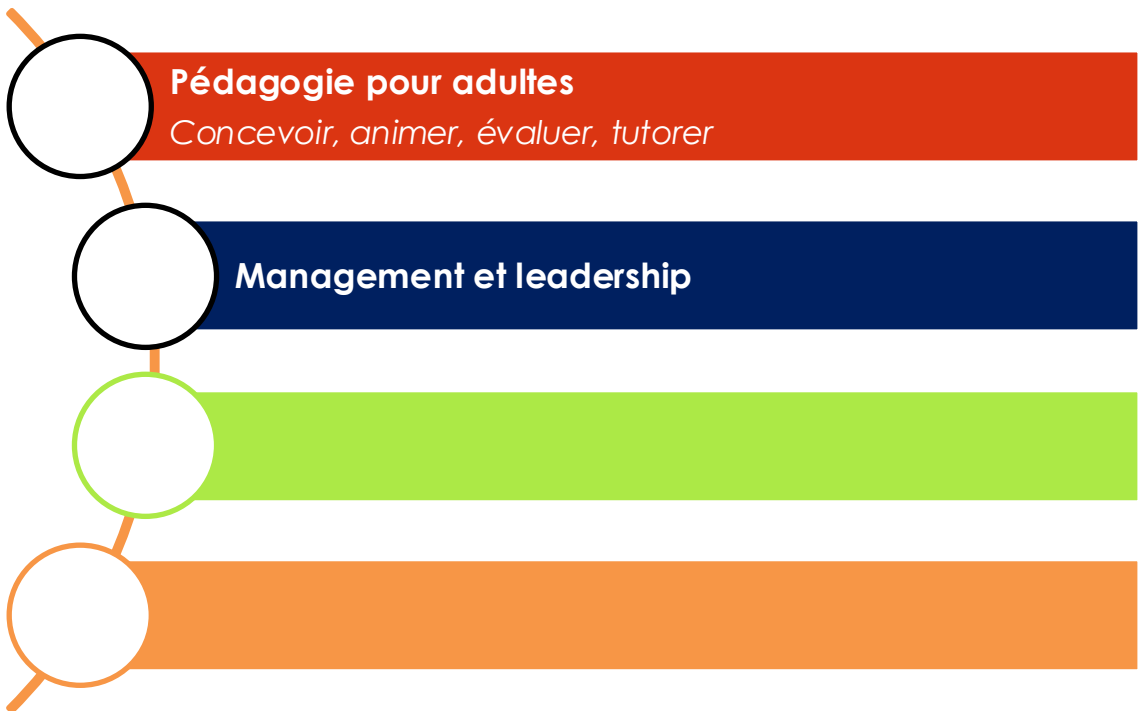 Pédagogie pour adultes
Concevoir, animer, évaluer, tutorer
Management et leadership